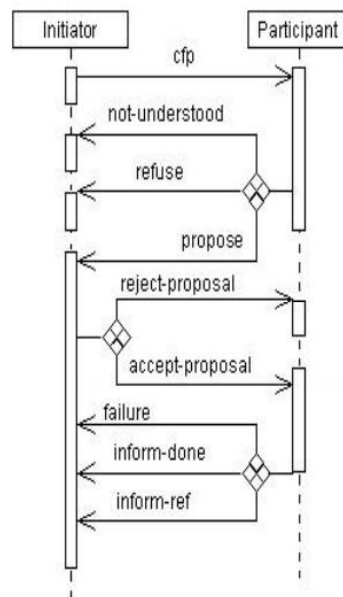 Initiator
Participant
cfp
not-understood
refuse
propose
reject-proposal
accept-proposal
failure
inform-done
inform-ref